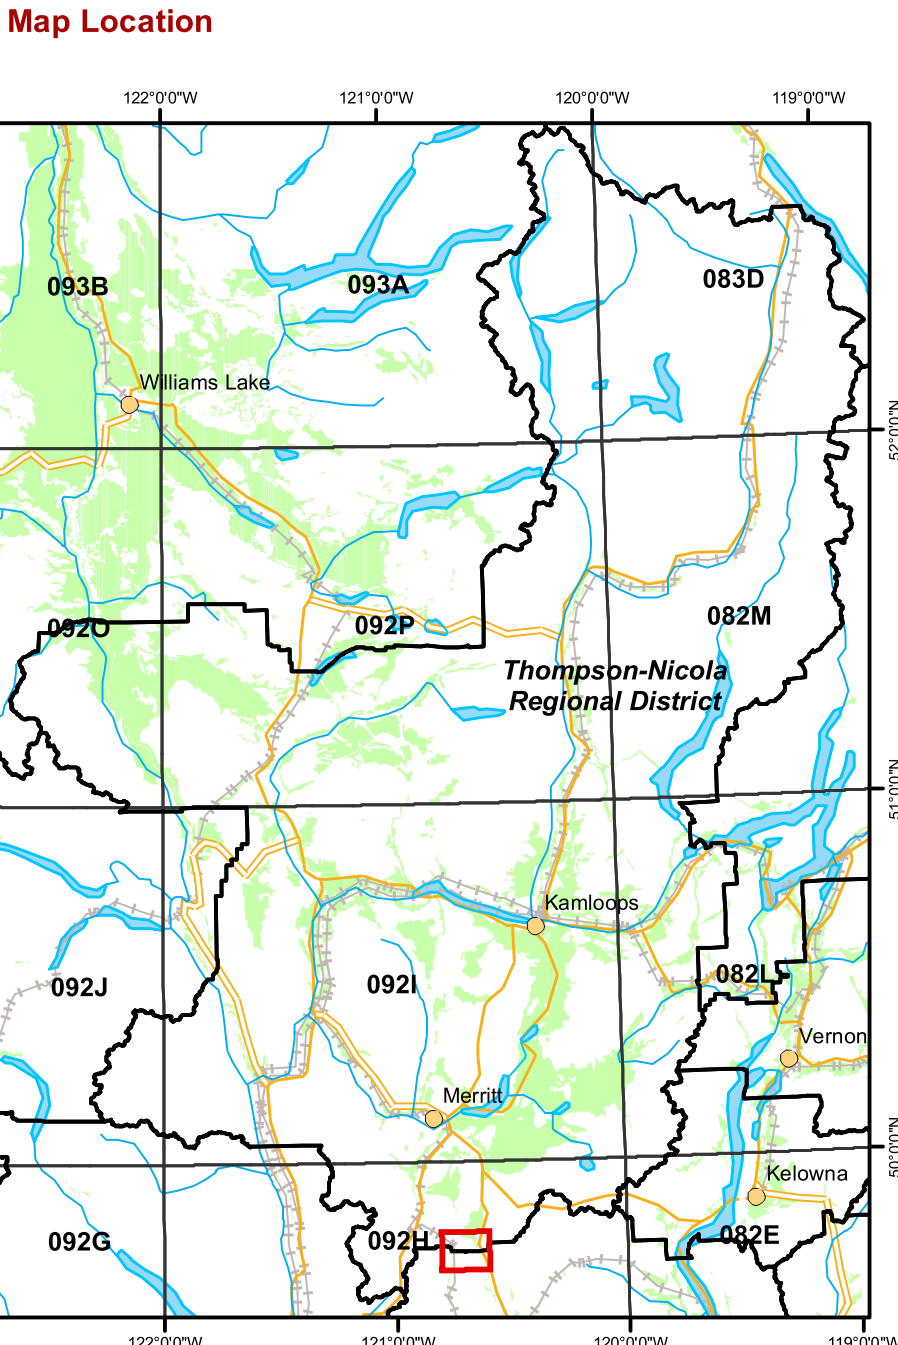 Map Location
122°0'0"W 121°0'0"W 120°0'0"W 119°0'0"W
093B
093A
083D
Williams Lake
52°0'0"N
092O
092P
082M
Thompson-Nicola
Regional District
51°0'0"N
Kamloops
092J
092I
082L
Vernon
Merritt
50°0'0"N
Kelowna
092G
092H
082E
122°0'0"W 121°0'0"W 120°0'0"W 119°0'0"W